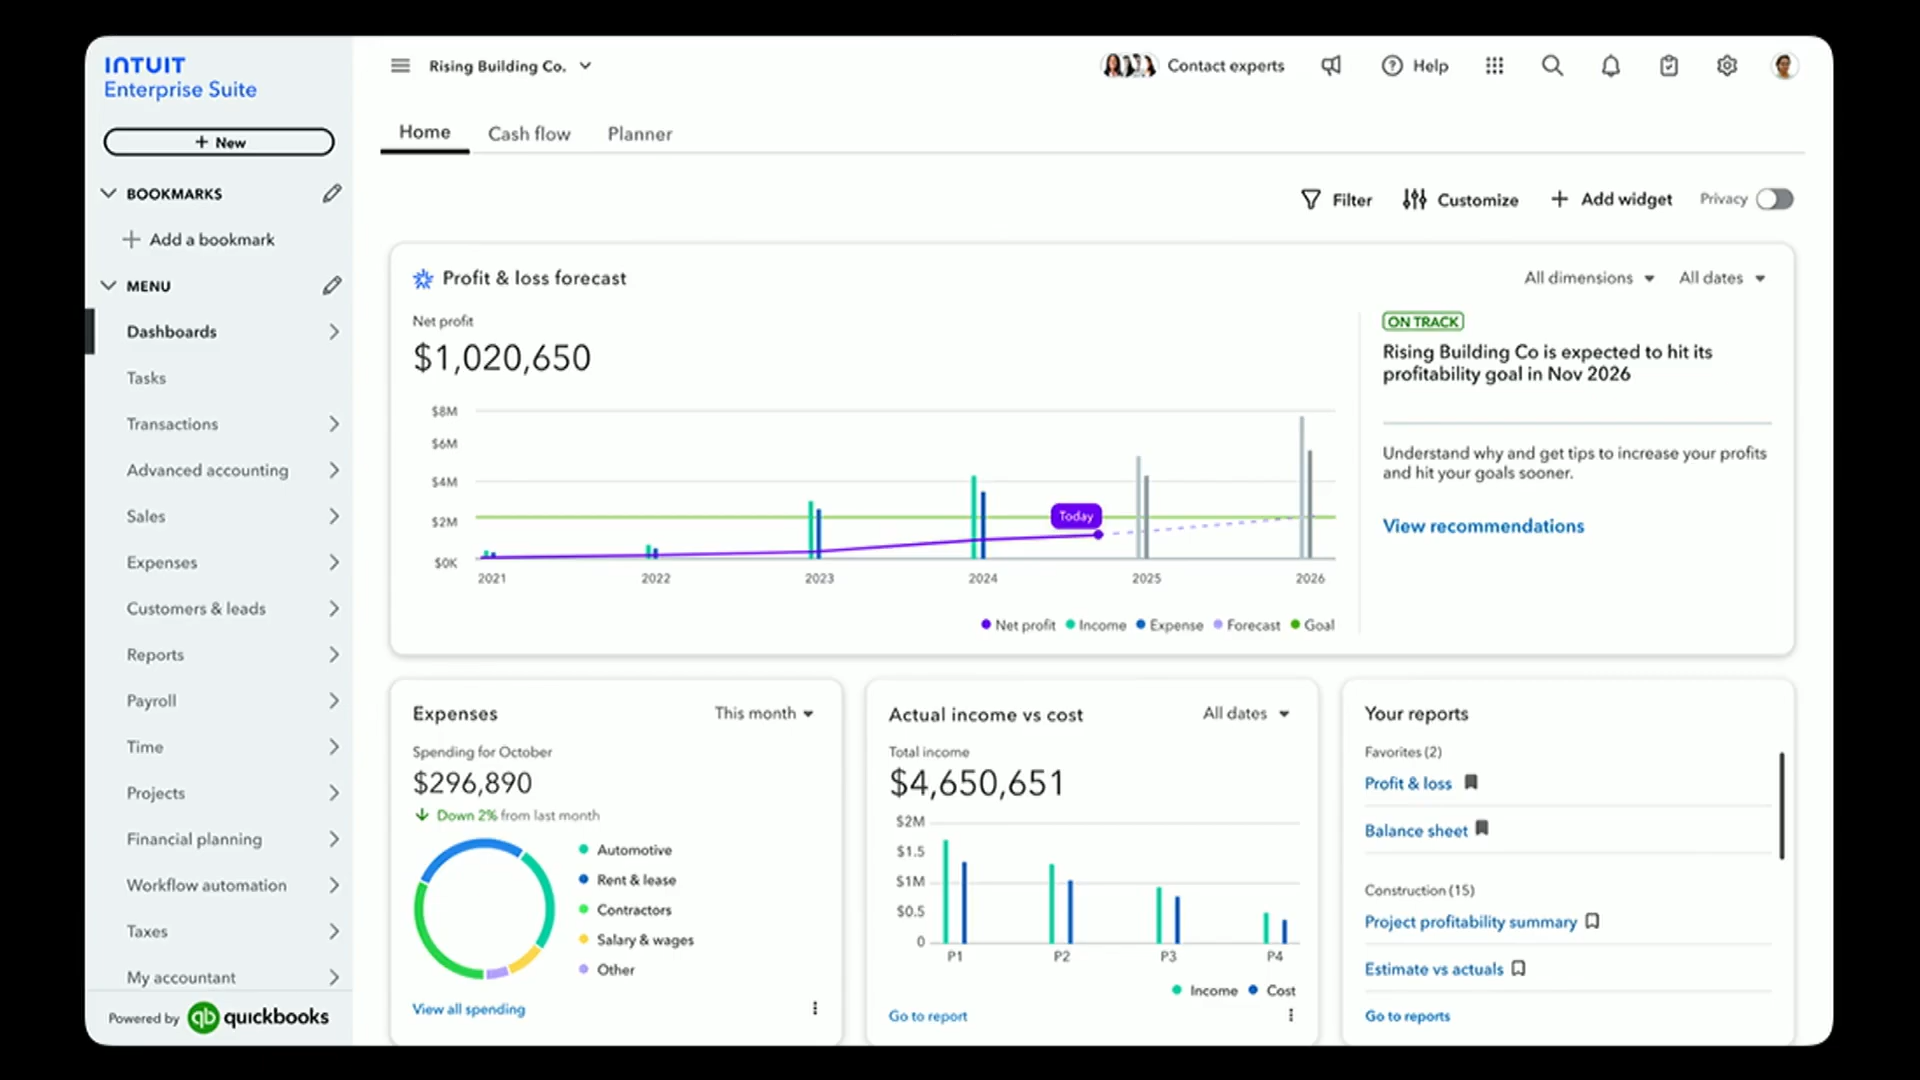 INTUIT
Enterprise Suite
New
BOOKMARKS
Add a bookmark
MENU
Dashboards
Tasks
Transactions
Advanced accounting
Sales
Expenses
Customers & leads
Reports
Payroll
Time
Projects
Financial planning
Workflow automation
Taxes
My accountant
Powered by qb quickbooks
Rising Building Co.
Contact experts
Help
Home Cash flow Planner
Filter Customize Add widget Privacy
Profit & loss forecast
All dimensions All dates
Net profit
$1,020,650
$8M
$6M
$4M
$2M
$0K
Today
2021 2022 2023 2024 2025 2026
Net profit Income Expense Forecast Goal
ON TRACK
Rising Building Co is expected to hit its
profitability goal in Nov 2026
Understand why and get tips to increase your profits
and hit your goals sooner.
View recommendations
Expenses This month
Spending for October
$296,890
Down 2% from last month
Automotive
Rent & lease
Contractors
Salary & wages
Other
View all spending
Actual income vs cost All dates
Total income
$4,650,651
$2M
$1.5
$1M
$0.5
0
P1 P2 P3 P4
Income Cost
Go to report
Your reports
Favorites (2)
Profit & loss
Balance sheet
Construction (15)
Project profitability summary
Estimate vs actuals
Go to reports